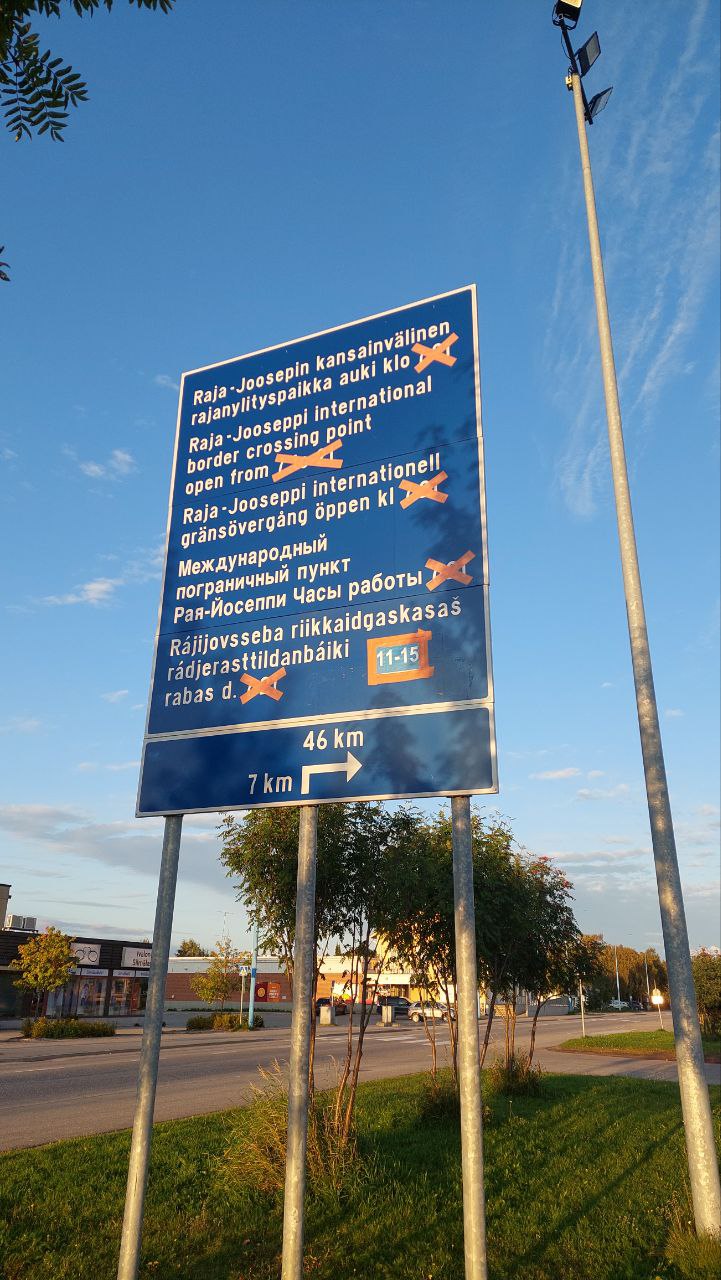 Raja-Joosepin kansainvälinen
rajanylityspaikka auki klo
Raja-Jooseppi international
border crossing point
open from
Raja-Jooseppi internationell
gränsövergång öppen kl
Международный
пограничный пункт
Рая-Йосеппи Часы работы
Rájijovsseba riikkaidgaskasaš
rádjerasttildanbáiki
11-15
rabas d.
46 km
7 km